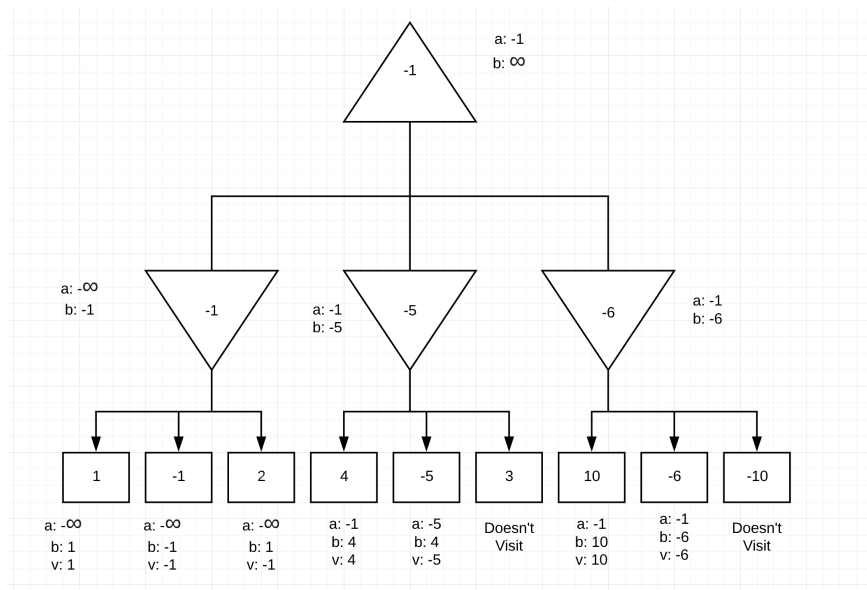 -1
a: -1
b: ∞
a: -∞
b: -1
-1
a: -1
b: -5
-5
-6
a: -1
b: -6
1
-1
2
4
-5
3
10
-6
-10
a: -∞
b: 1
v: 1
a: -∞
b: -1
v: -1
a: -∞
b: 1
v: -1
a: -1
b: 4
v: 4
a: -5
b: 4
v: -5
Doesn't
Visit
a: -1
b: 10
v: 10
a: -1
b: -6
v: -6
Doesn't
Visit